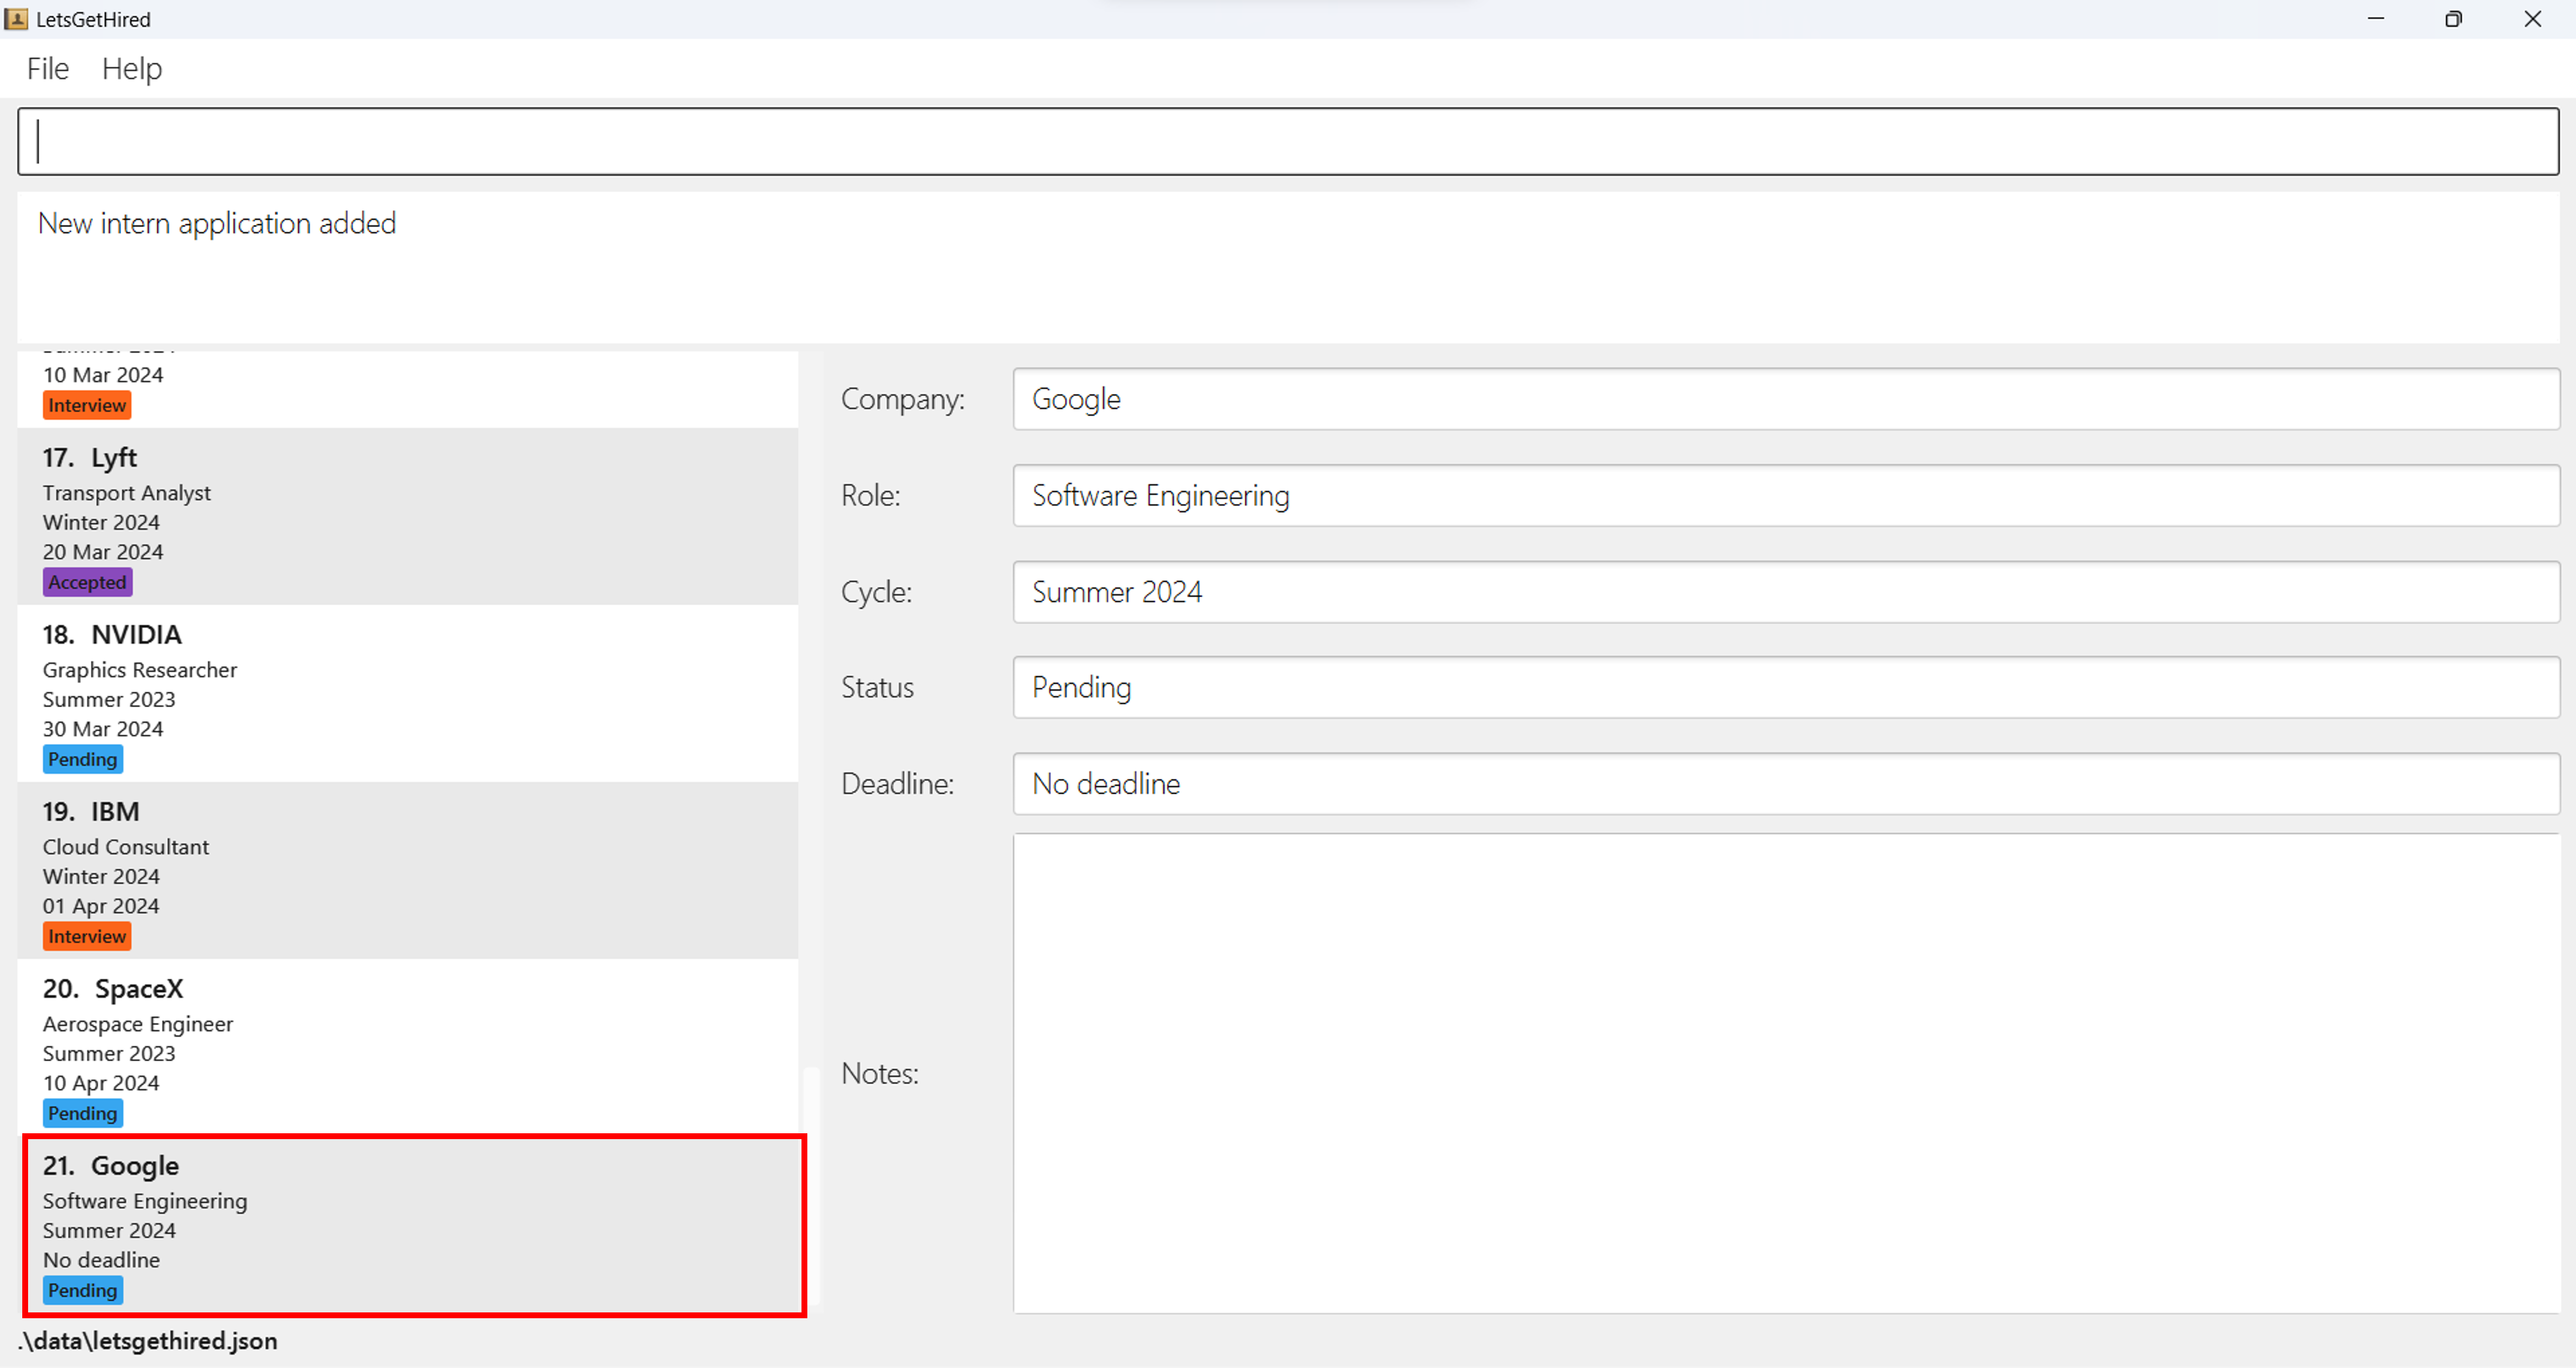 LetsGetHired
File Help
New intern application added
10 Mar 2024
Interview
17. Lyft
Transport Analyst
Winter 2024
20 Mar 2024
Accepted
18. NVIDIA
Graphics Researcher
Summer 2023
30 Mar 2024
Pending
19. IBM
Cloud Consultant
Winter 2024
01 Apr 2024
Interview
20. SpaceX
Aerospace Engineer
Summer 2023
10 Apr 2024
Pending
21. Google
Software Engineering
Summer 2024
No deadline
Pending
Company: Google
Role: Software Engineering
Cycle: Summer 2024
Status Pending
Deadline: No deadline
Notes:
.\data\letsgethired.json